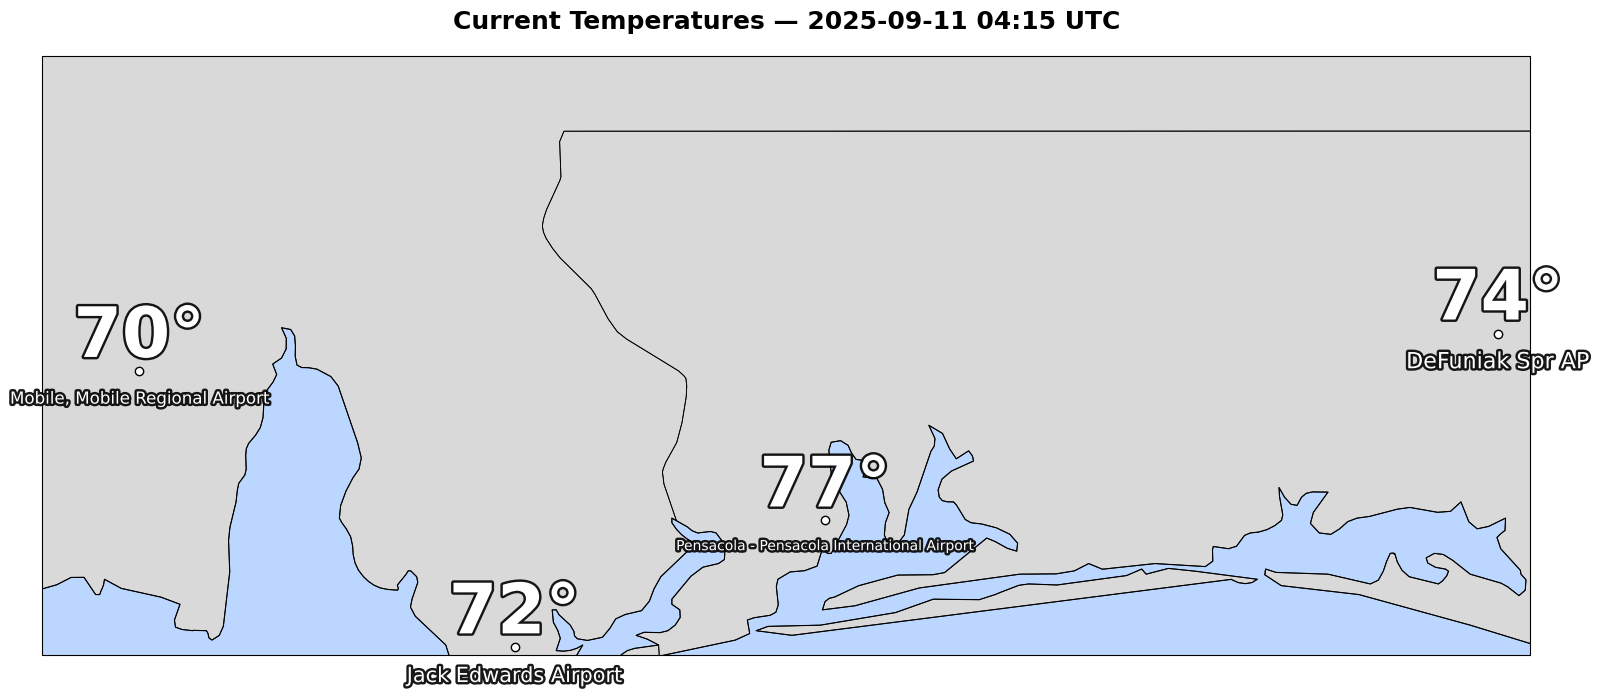 Current Temperatures — 2025-09-11 04:15 UTC
74°
DeFuniak Spr AP
70°
Mobile, Mobile Regional Airport
77°
Pensacola - Pensacola International Airport
72°
Jack Edwards Airport